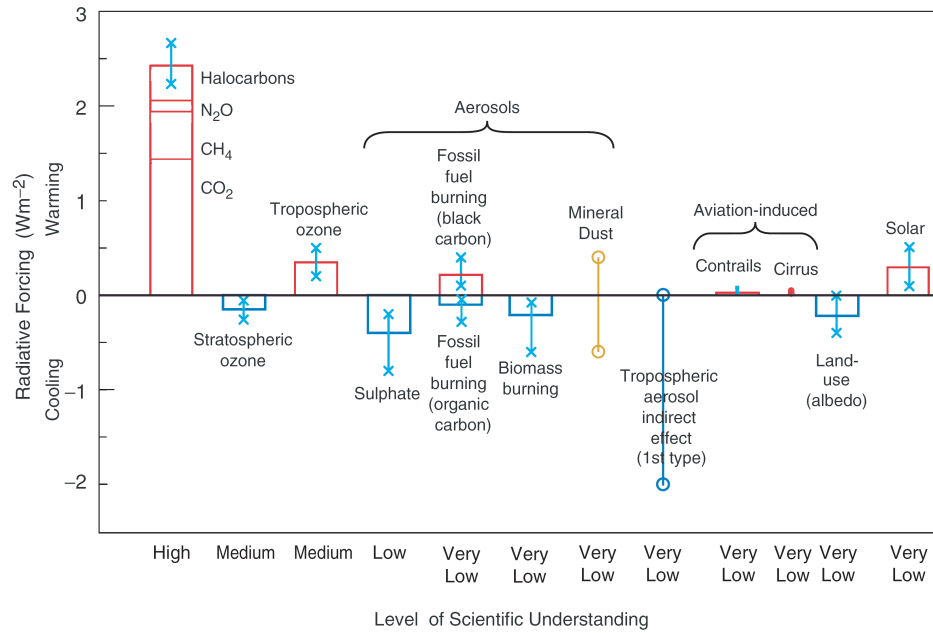 3
2
1
0
−1
−2
Radiative Forcing (Wm−2)
Cooling Warming
Halocarbons
N2O
CH4
CO2
Stratospheric
ozone
Tropospheric
ozone
Aerosols
Sulphate
Fossil
fuel
burning
(black
carbon)
Fossil
fuel
burning
(organic
carbon)
Biomass
burning
Mineral
Dust
Tropospheric
aerosol
indirect
effect
(1st type)
Aviation-induced
Contrails
Cirrus
Land-
use
(albedo)
Solar
High
Medium
Medium
Low
Very
Low
Very
Low
Very
Low
Very
Low
Very
Low
Very
Low
Very
Low
Very
Low
Level of Scientific Understanding